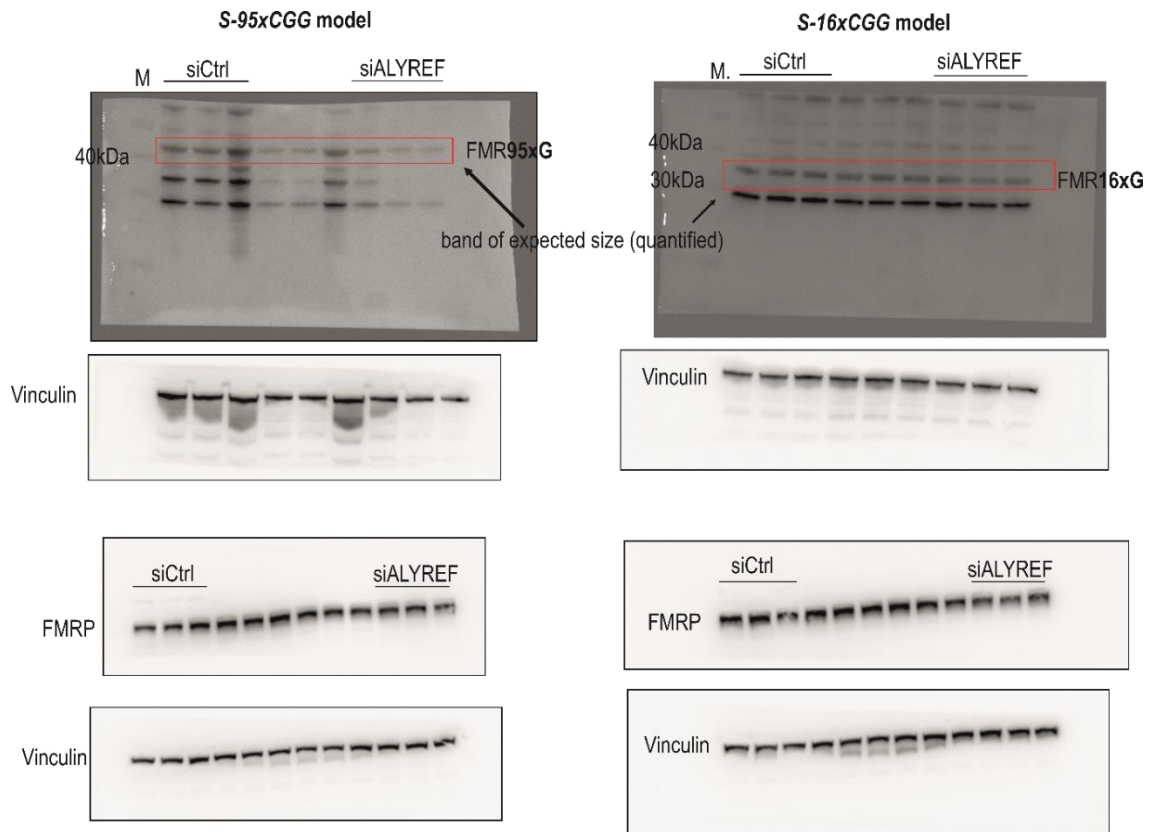 S-95xCGG model
S-16xCGG model
M
siCtrl
siALYREF
M.
siCtrl
siALYREF
40kDa
FMR95xG
40kDa
30kDa
FMR16xG
band of expected size (quantified)
Vinculin
Vinculin
siCtrl
siALYREF
siCtrl
siALYREF
FMRP
FMRP
Vinculin
Vinculin